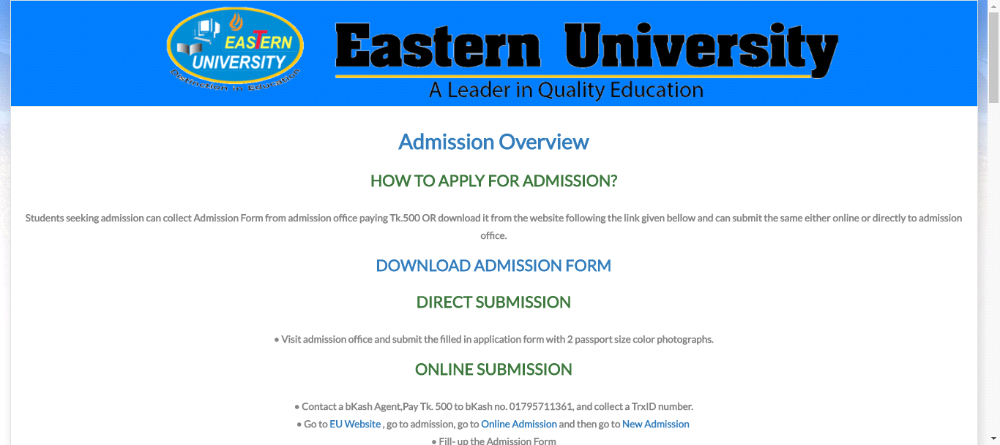 EASTERN
UNIVERSITY
Distinction in Education
Eastern University
A Leader in Quality Education
Admission Overview
HOW TO APPLY FOR ADMISSION?
Students seeking admission can collect Admission Form from admission office paying Tk.500 OR download it from the website following the link given bellow and can submit the same either online or directly to admission
office.
DOWNLOAD ADMISSION FORM
DIRECT SUBMISSION
• Visit admission office and submit the filled in application form with 2 passport size color photographs.
ONLINE SUBMISSION
• Contact a bKash Agent,Pay Tk. 500 to bKash no. 01795711361, and collect a TrxID number.
• Go to EU Website , go to admission, go to Online Admission and then go to New Admission
• Fill- up the Admission Form